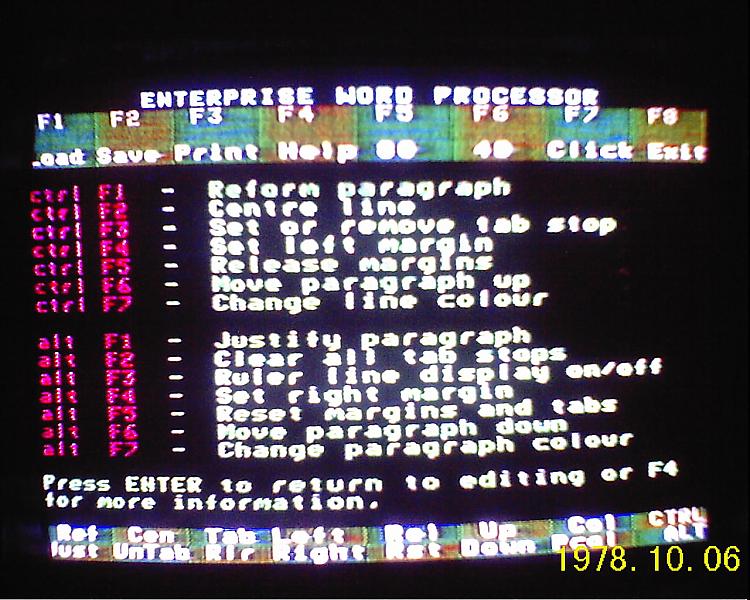 ENTERPRISE WORD PROCESSOR
F1 F2 F3 F4 F5 F6 F7 F8
Load Save Print Help 80 40 Click Exit
ctrl F1 - Reform paragraph
ctrl F2 - Centre line
ctrl F3 - Set or remove tab stop
ctrl F4 - Set left margin
ctrl F5 - Release margins
ctrl F6 - Move paragraph up
ctrl F7 - Change line colour
alt F1 - Justify paragraph
alt F2 - Clear all tab stops
alt F3 - Ruler line display on/off
alt F4 - Set right margin
alt F5 - Reset margins and tabs
alt F6 - Move paragraph down
alt F7 - Change paragraph colour
Press ENTER to return to editing or F4
for more information.
Ref Cen Tab Left Rel Up Col CTRL
Just UnTab Rlr Right Rst Down PCol ALT
1978.10.06